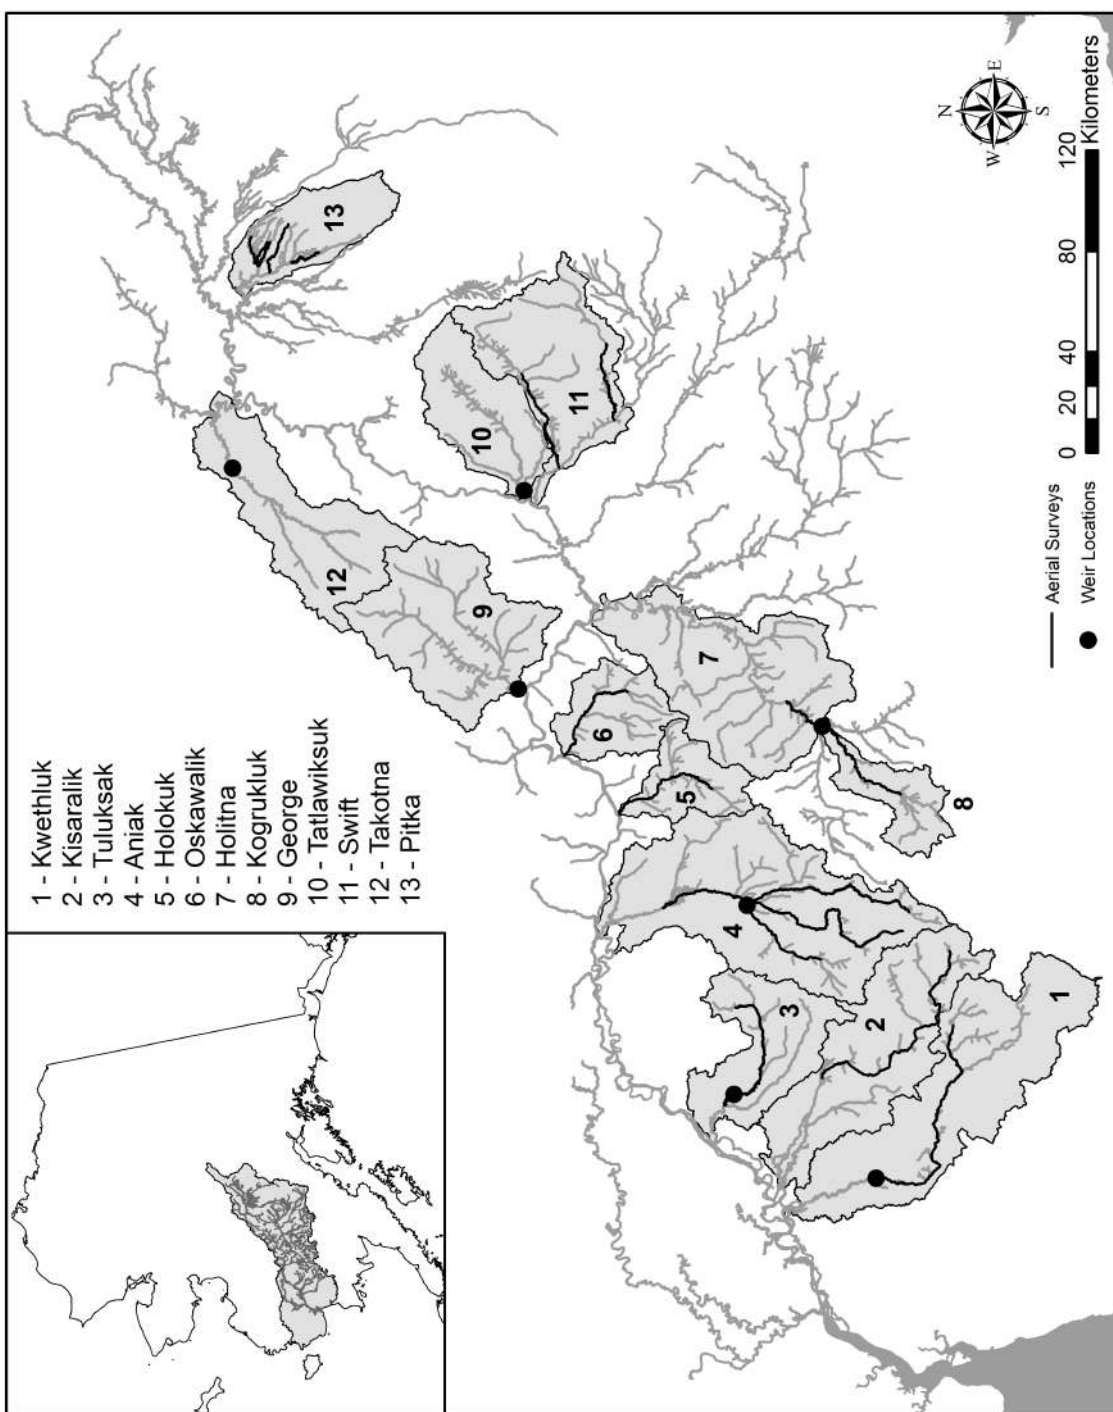 1 - Kwethluk
2 - Kisaralik
3 - Tuluksak
4 - Aniak
5 - Holokuk
6 - Oskawalik
7 - Holitna
8 - Kogrukluk
9 - George
10 - Tatlawiksuk
11 - Swift
12 - Takotna
13 - Pitka
13
12
10
11
9
7
6
5
8
4
3
2
1
N
W
E
S
Aerial Surveys
Weir Locations
0 20 40 80 120
Kilometers